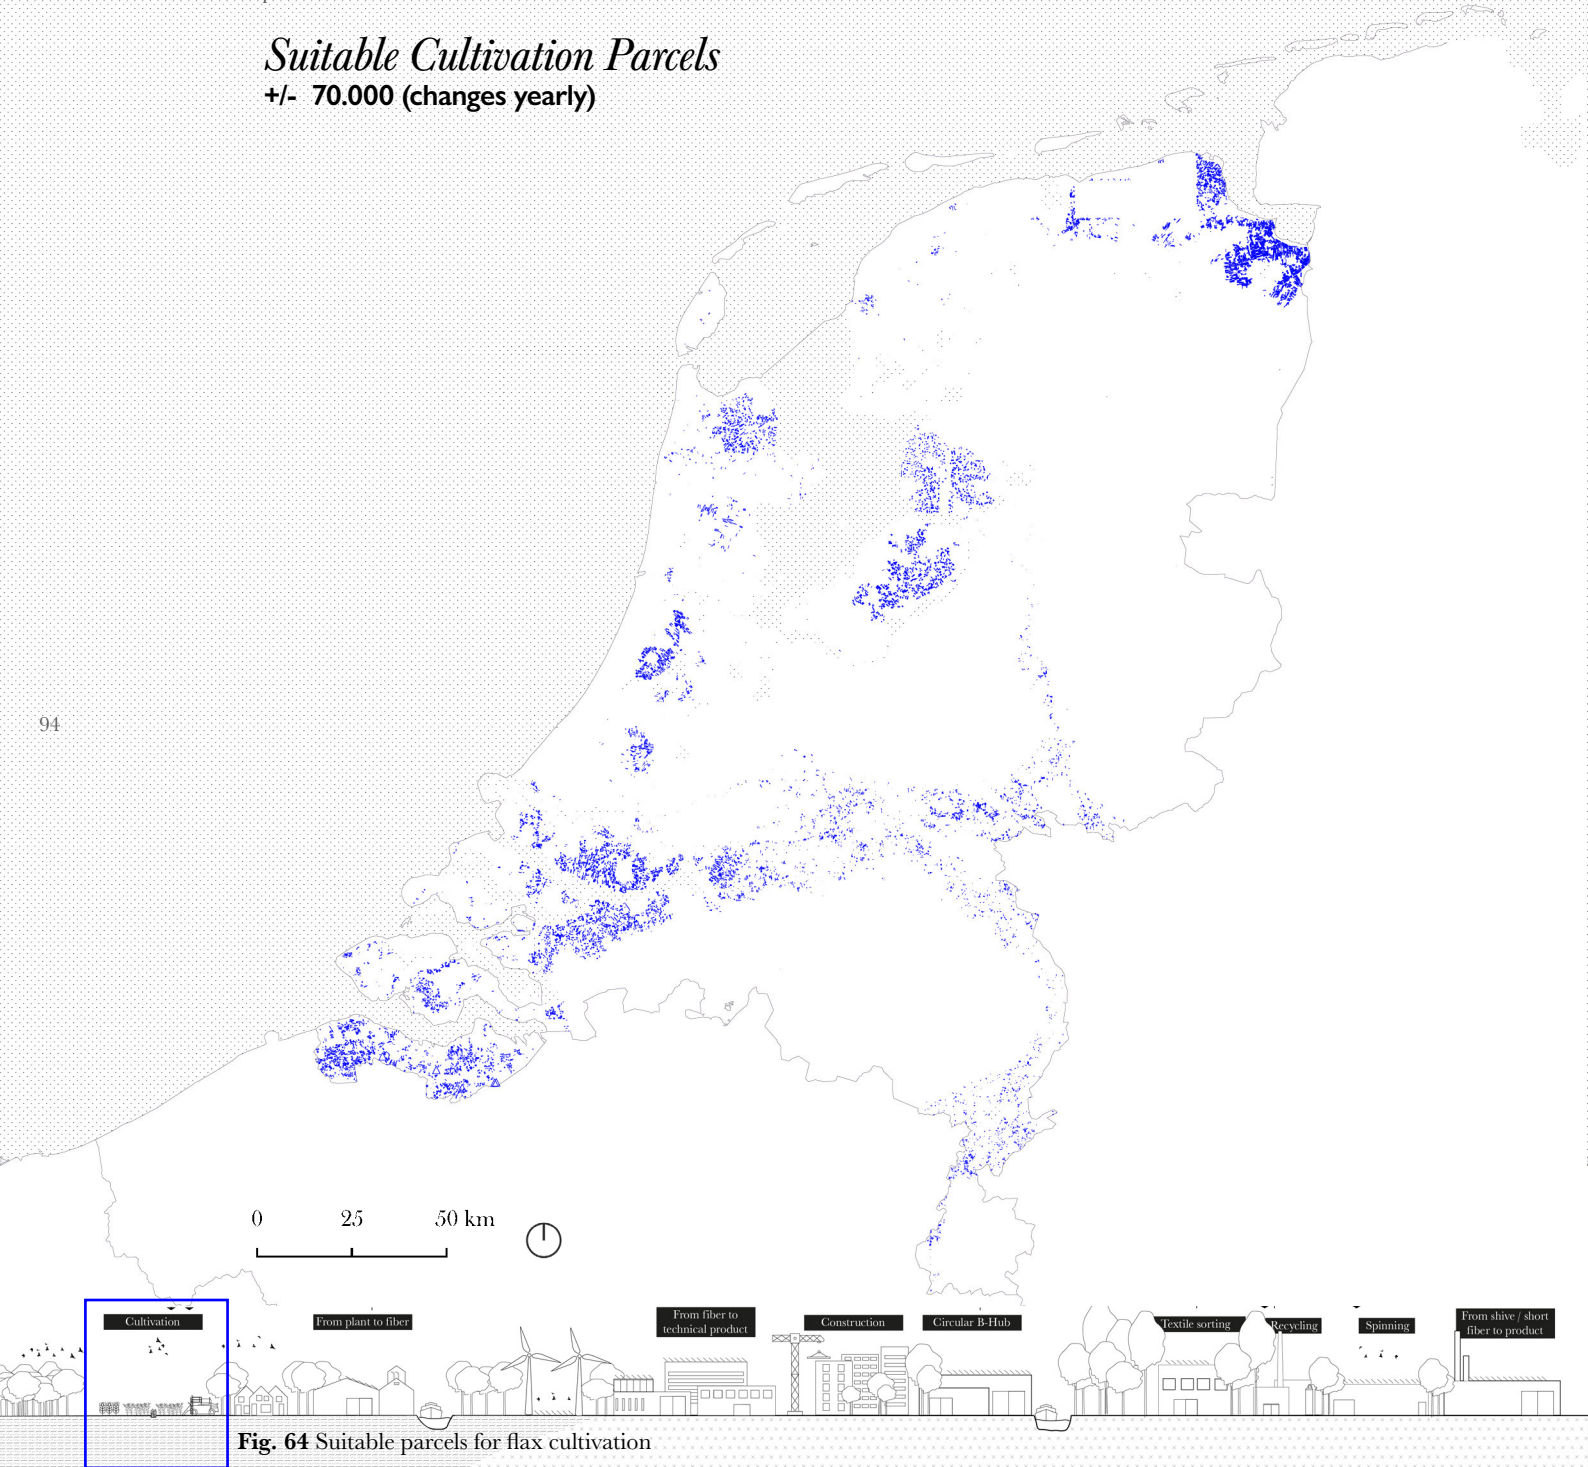 Suitable Cultivation Parcels
+/- 70.000 (changes yearly)
94
0 25 50 km
Cultivation
From plant to fiber
From fiber to
technical product
Construction
Circular B-Hub
Textile sorting
Recycling
Spinning
From shive / short
fiber to product
Fig. 64 Suitable parcels for flax cultivation